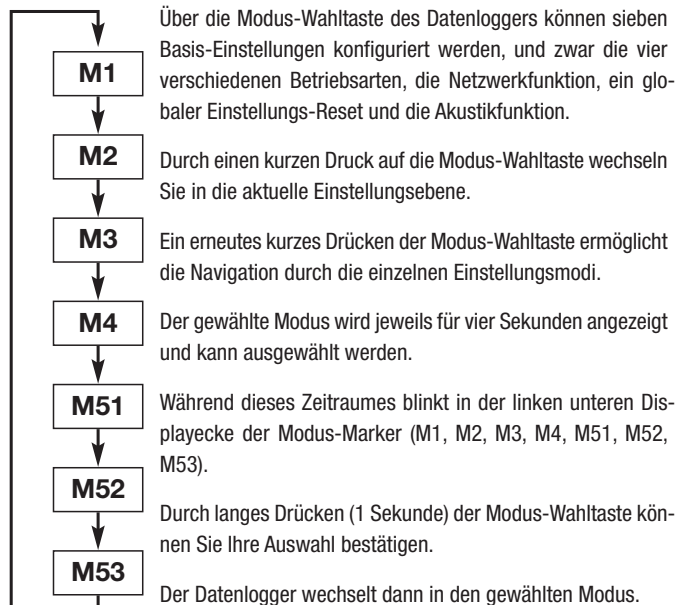 Über die Modus-Wahltaste des Datenloggers können sieben
Basis-Einstellungen konfiguriert werden, und zwar die vier
verschiedenen Betriebsarten, die Netzwerkfunktion, ein glo-
baler Einstellungs-Reset und die Akustikfunktion.
Durch einen kurzen Druck auf die Modus-Wahltaste wechseln
Sie in die aktuelle Einstellungsebene.
Ein erneutes kurzes Drücken der Modus-Wahltaste ermöglicht
die Navigation durch die einzelnen Einstellungsmodi.
Der gewählte Modus wird jeweils für vier Sekunden angezeigt
und kann ausgewählt werden.
Während dieses Zeitraumes blinkt in der linken unteren Dis-
playecke der Modus-Marker (M1, M2, M3, M4, M51, M52,
M53).
Durch langes Drücken (1 Sekunde) der Modus-Wahltaste kön-
nen Sie Ihre Auswahl bestätigen.
Der Datenlogger wechselt dann in den gewählten Modus.
M1
M2
M3
M4
M51
M52
M53